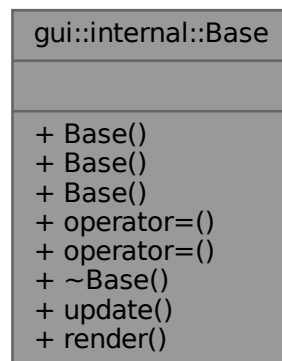 gui::internal::Base
+ Base()
+ Base()
+ Base()
+ operator=()
+ operator=()
+ ~Base()
+ update()
+ render()